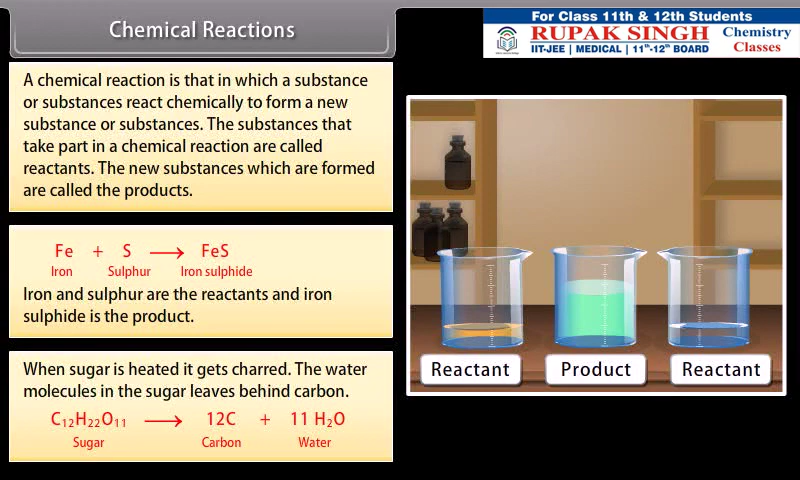 Chemical Reactions
For Class 11th & 12th Students
RUPAK SINGH
IIT-JEE | MEDICAL | 11ᵗʰ-12ᵗʰ BOARD
Chemistry
Classes
A chemical reaction is that in which a substance
or substances react chemically to form a new
substance or substances. The substances that
take part in a chemical reaction are called
reactants. The new substances which are formed
are called the products.
Fe + S ⟶ FeS
Iron Sulphur Iron sulphide
Iron and sulphur are the reactants and iron
sulphide is the product.
When sugar is heated it gets charred. The water
molecules in the sugar leaves behind carbon.
C₁₂H₂₂O₁₁ ⟶ 12C + 11 H₂O
Sugar Carbon Water
Reactant Product Reactant